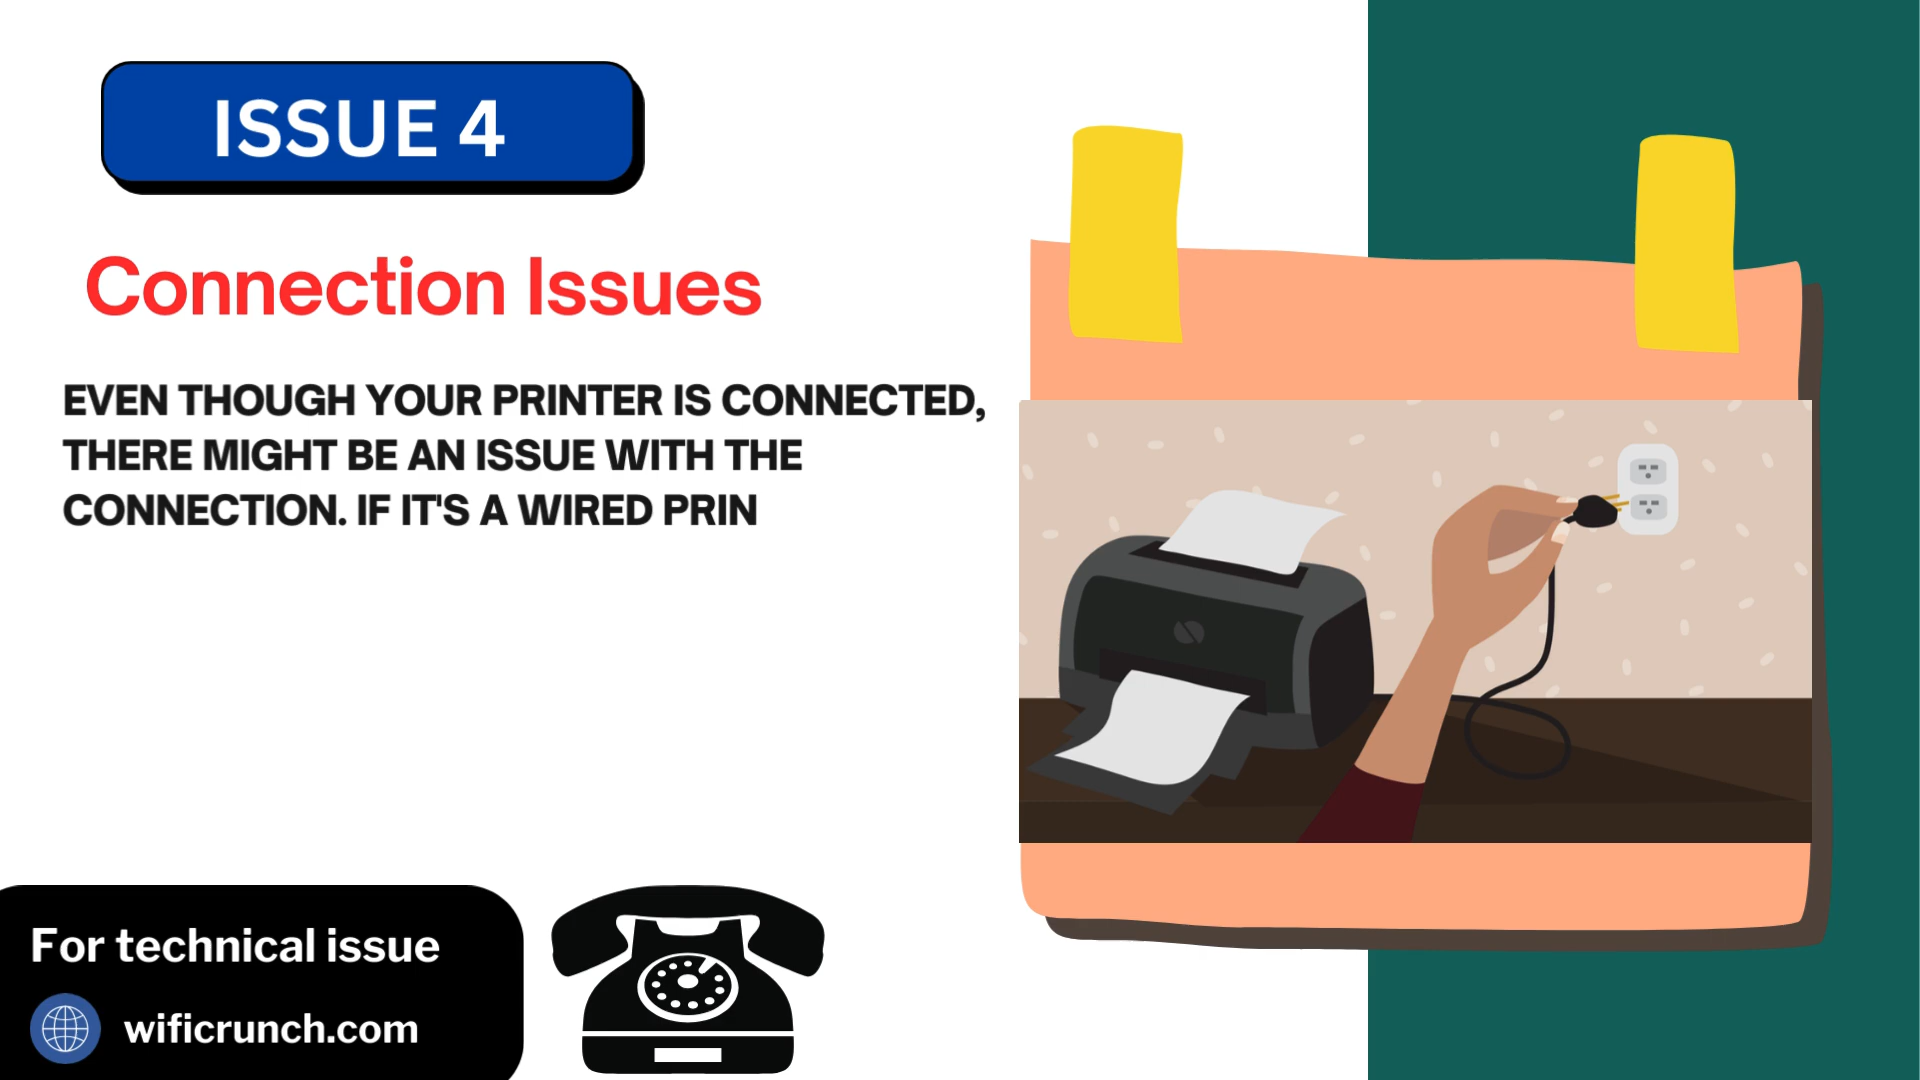 ISSUE 4
Connection Issues
EVEN THOUGH YOUR PRINTER IS CONNECTED,
THERE MIGHT BE AN ISSUE WITH THE
CONNECTION. IF IT'S A WIRED PRIN
For technical issue
wificrunch.com